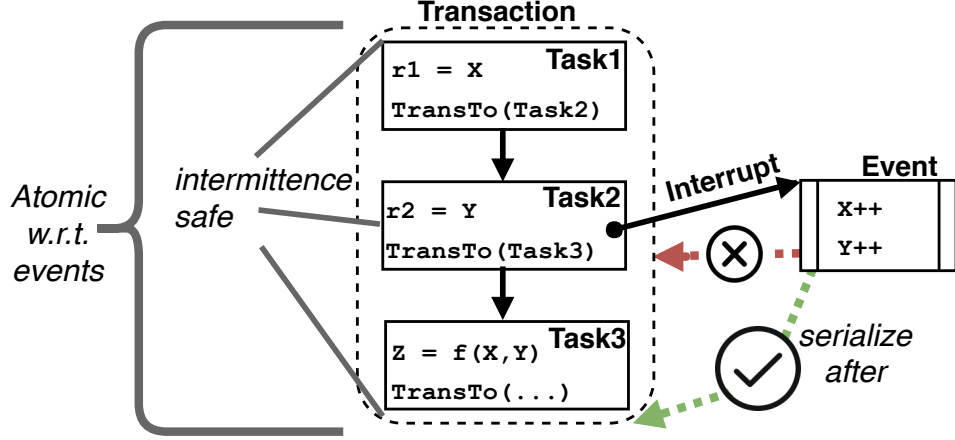 Transaction
Task1
r1 = X
TransTo(Task2)
Atomic
w.r.t.
events
intermittence
safe
Task2
r2 = Y
TransTo(Task3)
Interrupt
Event
X++
Y++
Task3
Z = f(X,Y)
TransTo(...)
serialize
after